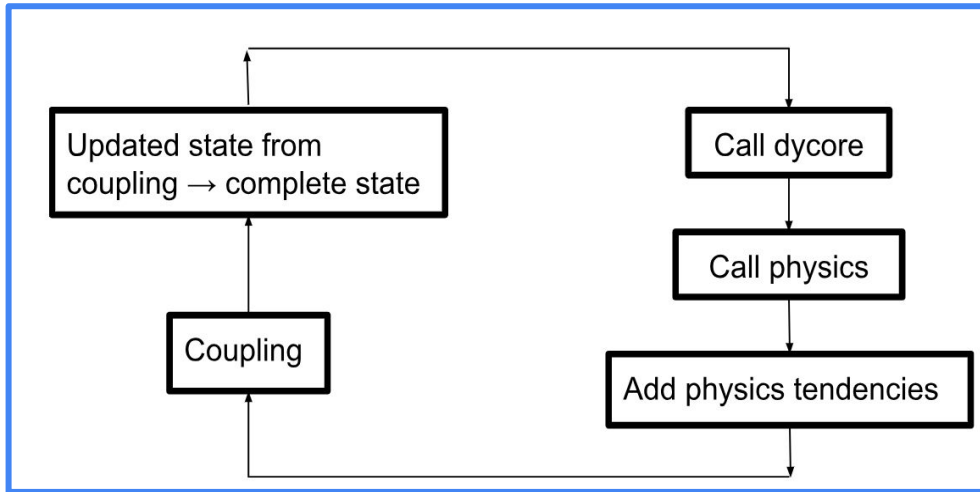 Updated state from
coupling → complete state
Coupling
Call dycore
Call physics
Add physics tendencies